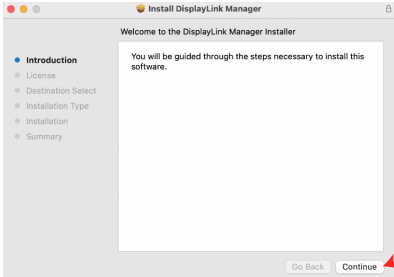 Install DisplayLink Manager
Welcome to the DisplayLink Manager Installer
Introduction
License
Destination Select
Installation Type
Installation
Summary
You will be guided through the steps necessary to install this
software.
Go Back
Continue